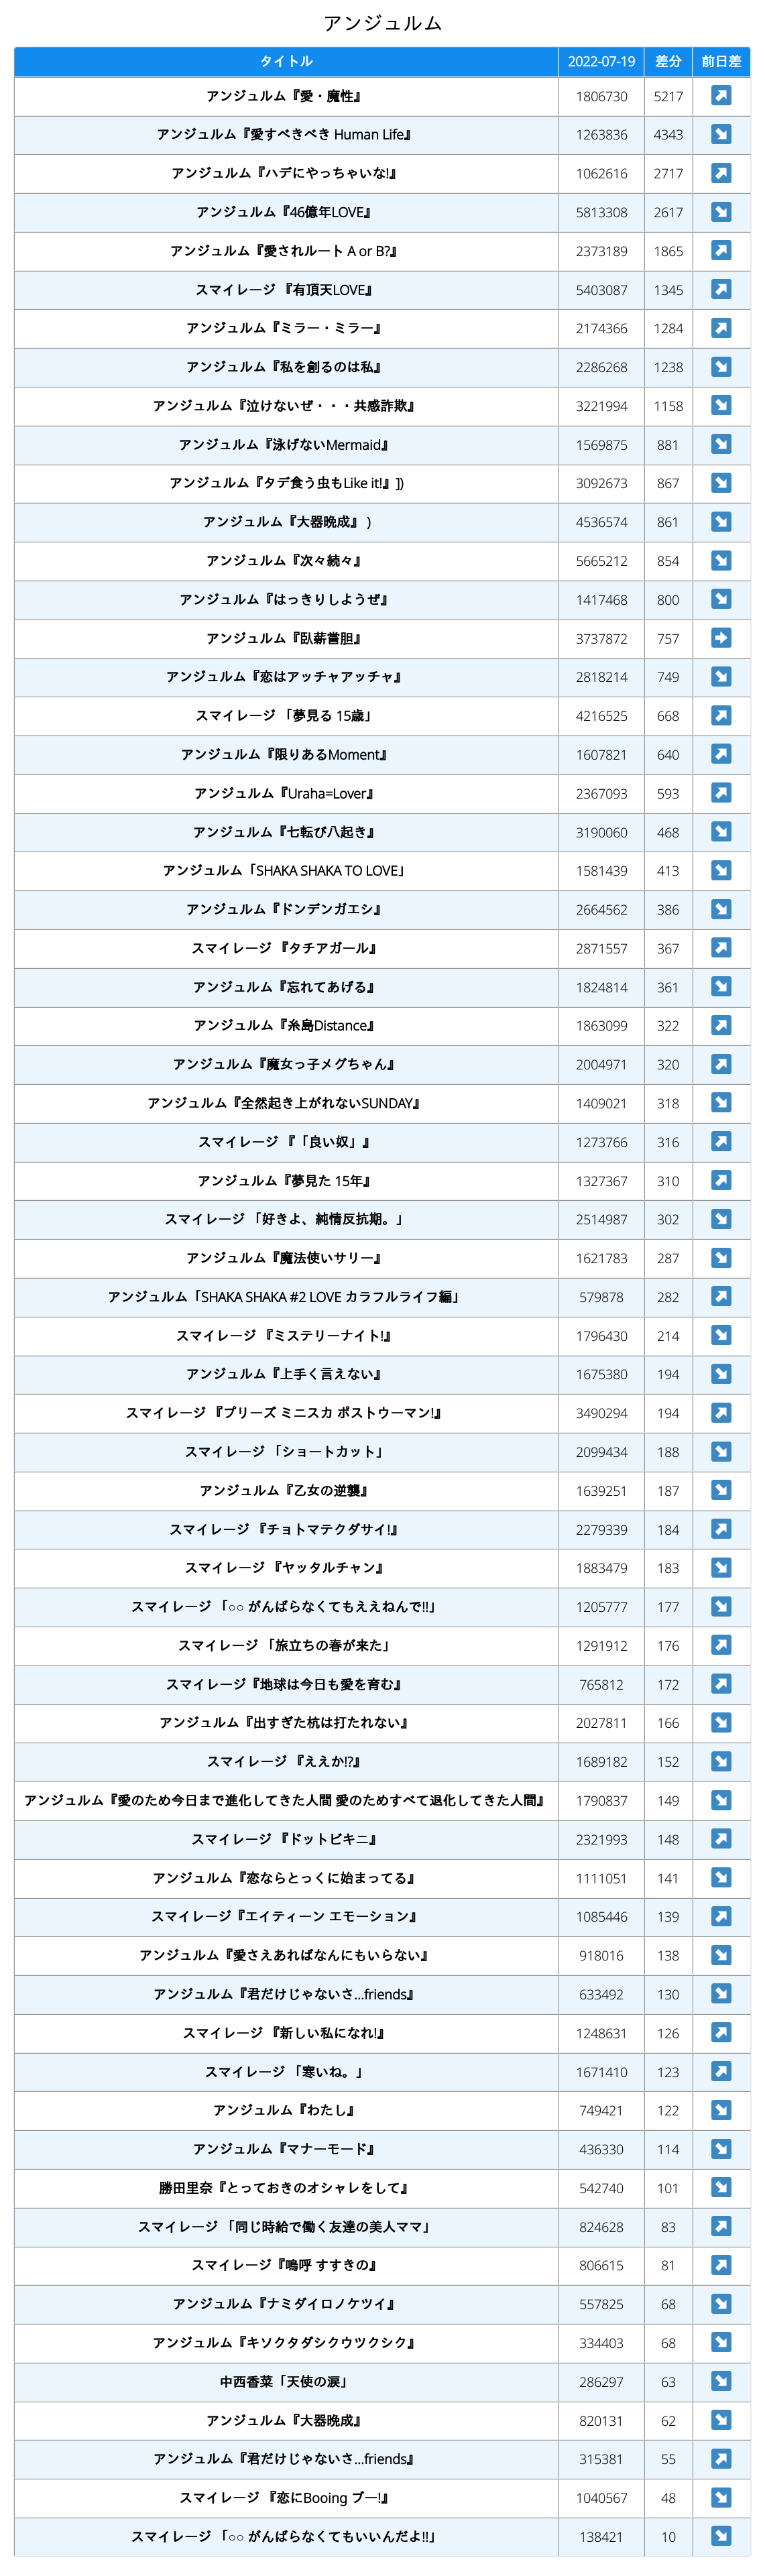 アンジュルム
タイトル 2022-07-19 差分 前日差
アンジュルム『愛・魔性』 1806730 5217 ↗
アンジュルム『愛すべきべき Human Life』 1263836 4343 ↘
アンジュルム『ハデにやっちゃいな!』 1062616 2717 ↗
アンジュルム『46億年LOVE』 5813308 2617 ↘
アンジュルム『愛されルート A or B?』 2373189 1865 ↗
スマイレージ 『有頂天LOVE』 5403087 1345 ↗
アンジュルム『ミラー・ミラー』 2174366 1284 ↗
アンジュルム『私を創るのは私』 2286268 1238 ↘
アンジュルム『泣けないぜ・・・共感詐欺』 3221994 1158 ↘
アンジュルム『泳げないMermaid』 1569875 881 ↘
アンジュルム『タデ食う虫もLike it!』]) 3092673 867 ↘
アンジュルム『大器晩成』 ) 4536574 861 ↘
アンジュルム『次々続々』 5665212 854 ↘
アンジュルム『はっきりしようぜ』 1417468 800 ↘
アンジュルム『臥薪嘗胆』 3737872 757 ➡
アンジュルム『恋はアッチャアッチャ』 2818214 749 ↘
スマイレージ 「夢見る 15歳」 4216525 668 ↗
アンジュルム『限りあるMoment』 1607821 640 ↗
アンジュルム『Uraha=Lover』 2367093 593 ↗
アンジュルム『七転び八起き』 3190060 468 ↘
アンジュルム「SHAKA SHAKA TO LOVE」 1581439 413 ↘
アンジュルム『ドンデンガエシ』 2664562 386 ↘
スマイレージ 『タチアガール』 2871557 367 ↗
アンジュルム『忘れてあげる』 1824814 361 ↘
アンジュルム『糸島Distance』 1863099 322 ↗
アンジュルム『魔女っ子メグちゃん』 2004971 320 ↗
アンジュルム『全然起き上がれないSUNDAY』 1409021 318 ↘
スマイレージ 『「良い奴」』 1273766 316 ↗
アンジュルム『夢見た 15年』 1327367 310 ↗
スマイレージ 「好きよ、純情反抗期。」 2514987 302 ↘
アンジュルム『魔法使いサリー』 1621783 287 ↘
アンジュルム「SHAKA SHAKA #2 LOVE カラフルライフ編」 579878 282 ↗
スマイレージ 『ミステリーナイト!』 1796430 214 ↘
アンジュルム『上手く言えない』 1675380 194 ↘
スマイレージ 『プリーズ ミニスカ ポストウーマン!』 3490294 194 ↗
スマイレージ 「ショートカット」 2099434 188 ↘
アンジュルム『乙女の逆襲』 1639251 187 ↘
スマイレージ 『チョトマテクダサイ!』 2279339 184 ↗
スマイレージ 『ヤッタルチャン』 1883479 183 ↘
スマイレージ 「○○ がんばらなくてもええねんで!!」 1205777 177 ↘
スマイレージ 「旅立ちの春が来た」 1291912 176 ↗
スマイレージ『地球は今日も愛を育む』 765812 172 ↗
アンジュルム『出すぎた杭は打たれない』 2027811 166 ↘
スマイレージ 『ええか!?』 1689182 152 ↘
アンジュルム『愛のため今日まで進化してきた人間 愛のためすべて退化してきた人間』 1790837 149 ↘
スマイレージ 『ドットビキニ』 2321993 148 ↗
アンジュルム『恋ならとっくに始まってる』 1111051 141 ↘
スマイレージ『エイティーン エモーション』 1085446 139 ↗
アンジュルム『愛さえあればなんにもいらない』 918016 138 ↘
アンジュルム『君だけじゃないさ...friends』 633492 130 ↘
スマイレージ 『新しい私になれ!』 1248631 126 ↗
スマイレージ 「寒いね。」 1671410 123 ↗
アンジュルム『わたし』 749421 122 ↘
アンジュルム『マナーモード』 436330 114 ↘
勝田里奈『とっておきのオシャレをして』 542740 101 ↘
スマイレージ 「同じ時給で働く友達の美人ママ」 824628 83 ↗
スマイレージ『嗚呼 すすきの』 806615 81 ↗
アンジュルム『ナミダイロノケツイ』 557825 68 ↘
アンジュルム『キソクタダシクウツクシク』 334403 68 ↘
中西香菜「天使の涙」 286297 63 ↘
アンジュルム『大器晩成』 820131 62 ↘
アンジュルム『君だけじゃないさ...friends』 315381 55 ↗
スマイレージ 『恋にBooing ブー!』 1040567 48 ↘
スマイレージ 「○○ がんばらなくてもいいんだよ!!」 138421 10 ↘